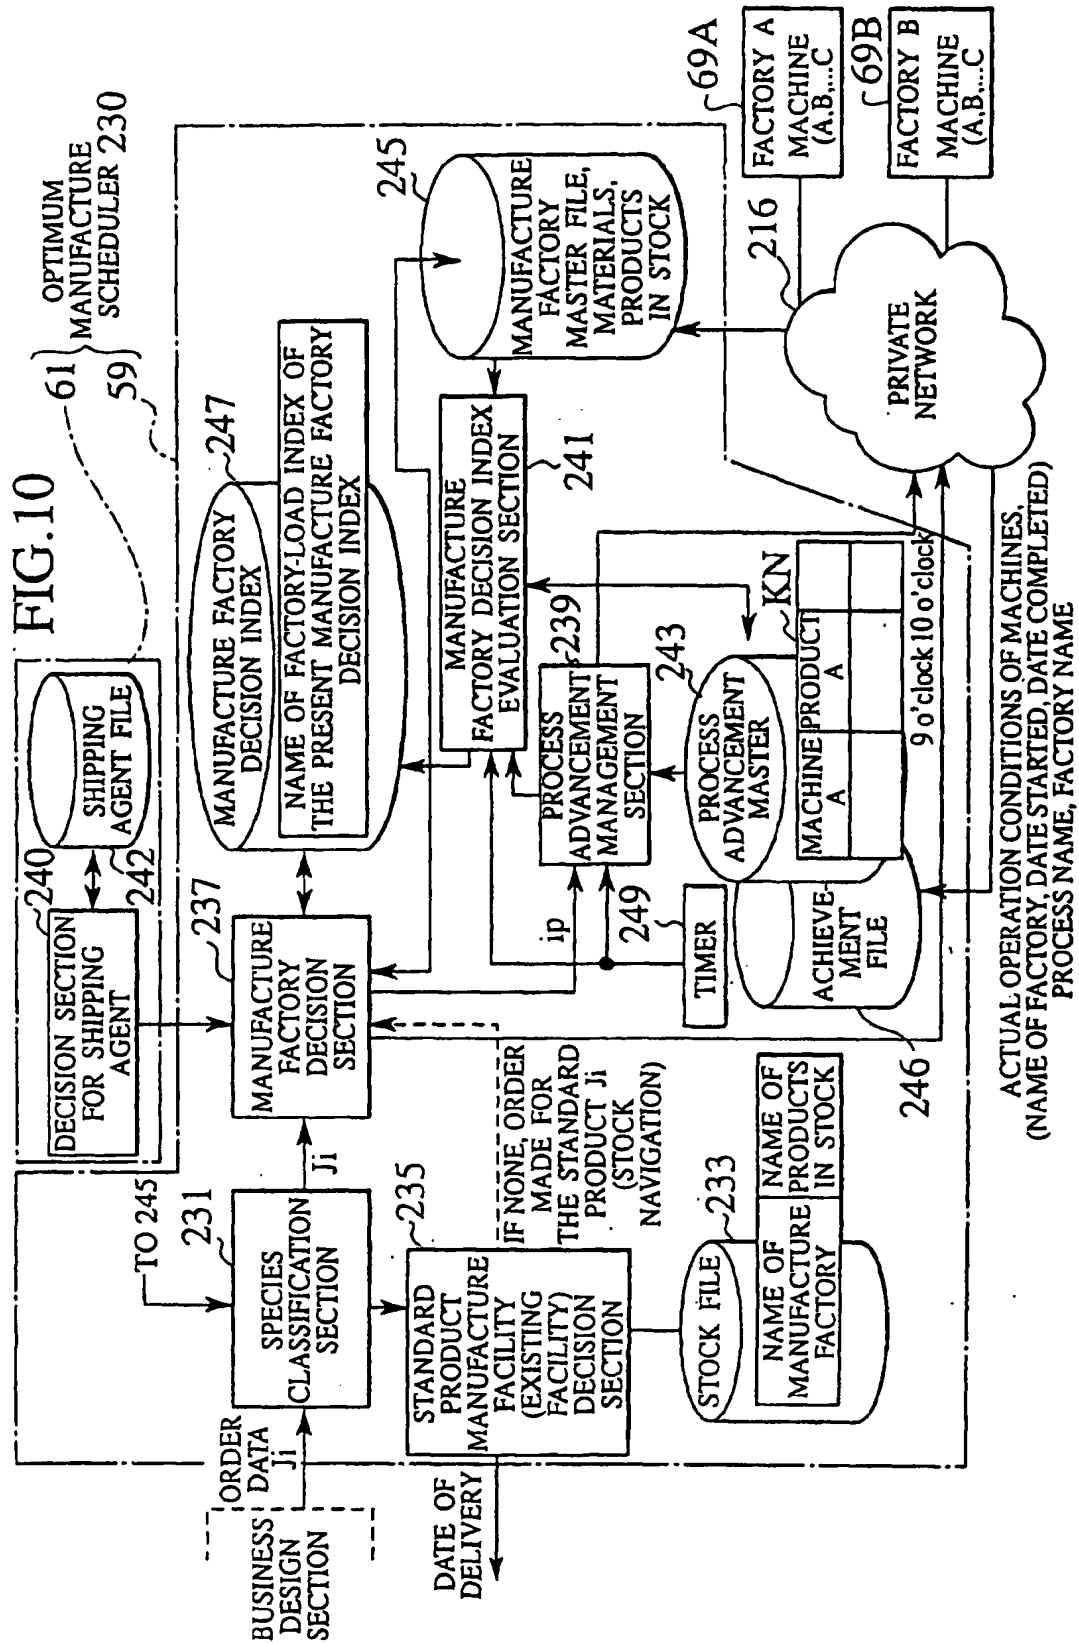 FIG.10
OPTIMUM
MANUFACTURE
SCHEDULER 230
61
59
240
DECISION SECTION
FOR SHIPPING
AGENT
SHIPPING
AGENT FILE
242
TO 245
231
SPECIES
CLASSIFICATION
SECTION
BUSINESS
DESIGN
SECTION
ORDER
DATA
Ji
Ji
237
MANUFACTURE
FACTORY
DECISION
SECTION
247
MANUFACTURE FACTORY
DECISION INDEX
NAME OF FACTORY-LOAD INDEX OF
THE PRESENT MANUFACTURE FACTORY
DECISION INDEX
245
MANUFACTURE
FACTORY
MASTER FILE,
MATERIALS,
PRODUCTS
IN STOCK
235
STANDARD
PRODUCT
MANUFACTURE
FACILITY
(EXISTING
FACILITY)
DECISION
SECTION
DATE OF
DELIVERY
IF NONE, ORDER
MADE FOR
THE STANDARD
PRODUCT Ji
(STOCK
NAVIGATION)
MANUFACTURE
FACTORY DECISION INDEX
EVALUATION SECTION
241
239
PROCESS
ADVANCEMENT
MANAGEMENT
SECTION
ip
249
TIMER
243
PROCESS
ADVANCEMENT
MASTER
KN
MACHINE
PRODUCT
A
A
9 o'clock
10 o'clock
ACHIEVE-
MENT
FILE
246
233
STOCK FILE
NAME OF
MANUFACTURE
FACTORY
NAME OF
PRODUCTS
IN STOCK
216
PRIVATE
NETWORK
69A
FACTORY A
MACHINE
(A,B,...C
69B
FACTORY B
MACHINE
(A,B,...C
ACTUAL OPERATION CONDITIONS OF MACHINES,
(NAME OF FACTORY, DATE STARTED, DATE COMPLETED)
PROCESS NAME, FACTORY NAME